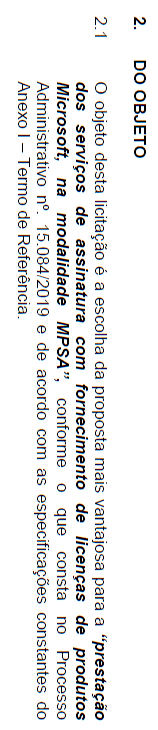 2. DO OBJETO
2.1 O objeto desta licitação é a escolha da proposta mais vantajosa para a “prestação
dos serviços de assinatura com fornecimento de licenças de produtos
Microsoft, na modalidade MPSA”, conforme o que consta no Processo
Administrativo nº. 15.084/2019 e de acordo com as especificações constantes do
Anexo I – Termo de Referência.